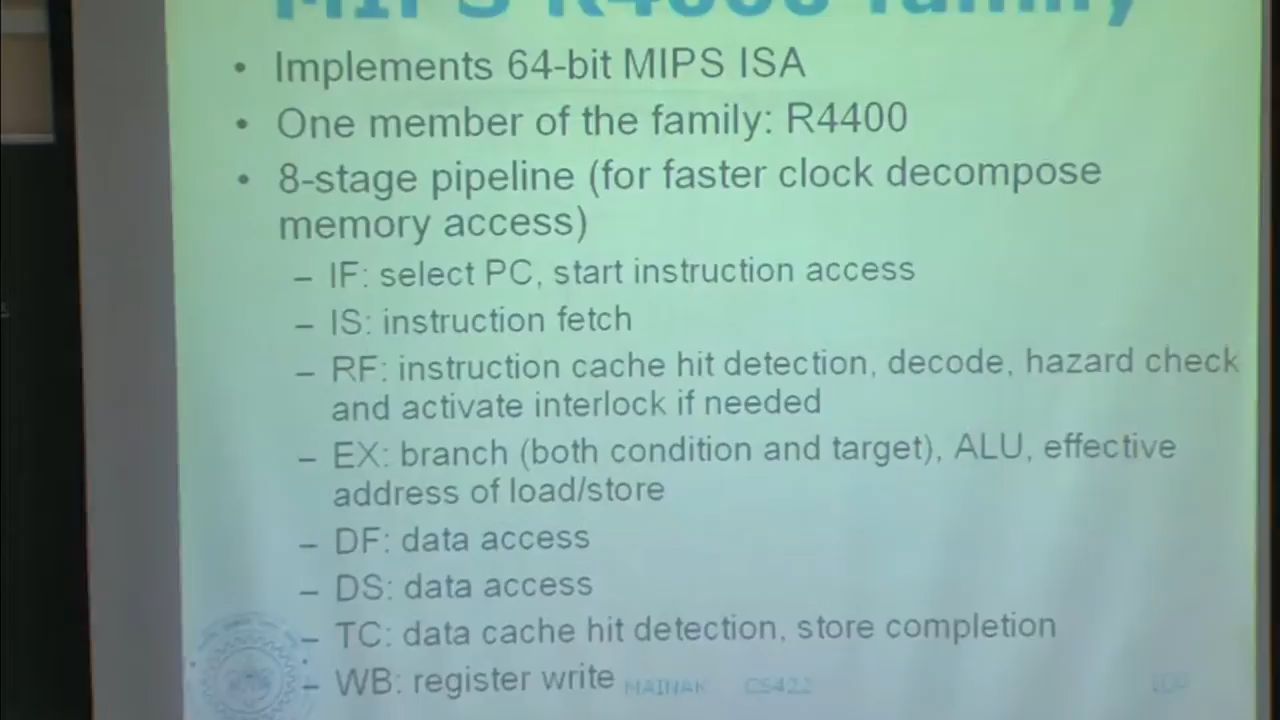 MIPS R4000 family
• Implements 64-bit MIPS ISA
• One member of the family: R4400
• 8-stage pipeline (for faster clock decompose
memory access)
– IF: select PC, start instruction access
– IS: instruction fetch
– RF: instruction cache hit detection, decode, hazard check
and activate interlock if needed
– EX: branch (both condition and target), ALU, effective
address of load/store
– DF: data access
– DS: data access
– TC: data cache hit detection, store completion
– WB: register write
MAINAK CS422